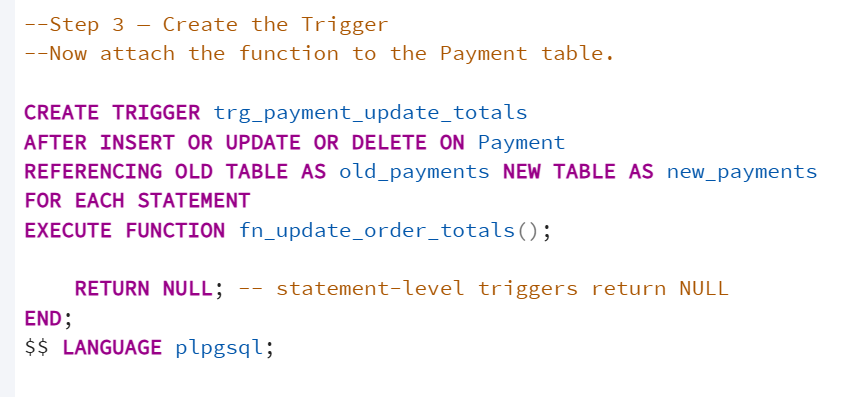 --Step 3 — Create the Trigger
--Now attach the function to the Payment table.
CREATE TRIGGER trg_payment_update_totals
AFTER INSERT OR UPDATE OR DELETE ON Payment
REFERENCING OLD TABLE AS old_payments NEW TABLE AS new_payments
FOR EACH STATEMENT
EXECUTE FUNCTION fn_update_order_totals();
RETURN NULL; -- statement-level triggers return NULL
END;
$$ LANGUAGE plpgsql;